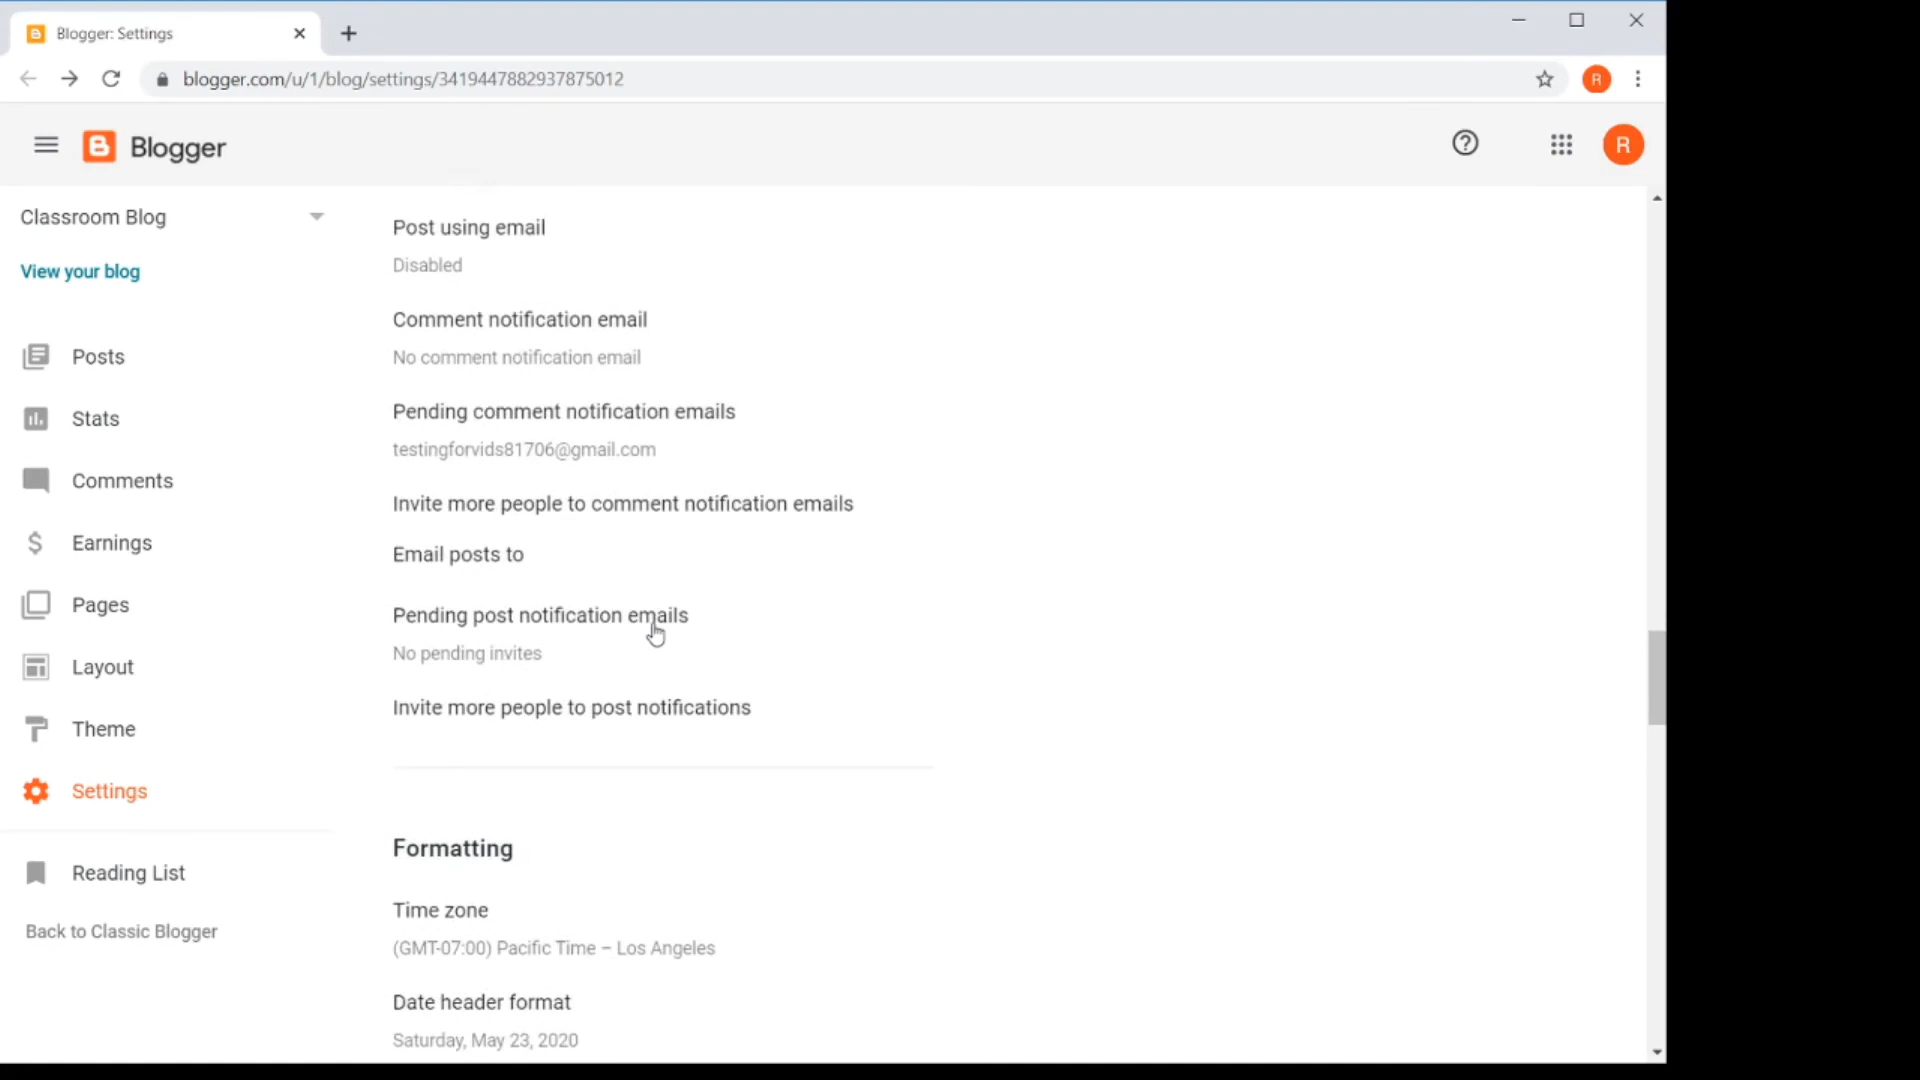 Blogger: Settings
blogger.com/u/1/blog/settings/3419447882937875012
R
B Blogger
R
Classroom Blog
View your blog
Posts
Stats
Comments
Earnings
Pages
Layout
Theme
Settings
Reading List
Back to Classic Blogger
Post using email
Disabled
Comment notification email
No comment notification email
Pending comment notification emails
testingforvids81706@gmail.com
Invite more people to comment notification emails
Email posts to
Pending post notification emails
No pending invites
Invite more people to post notifications
Formatting
Time zone
(GMT-07:00) Pacific Time – Los Angeles
Date header format
Saturday, May 23, 2020